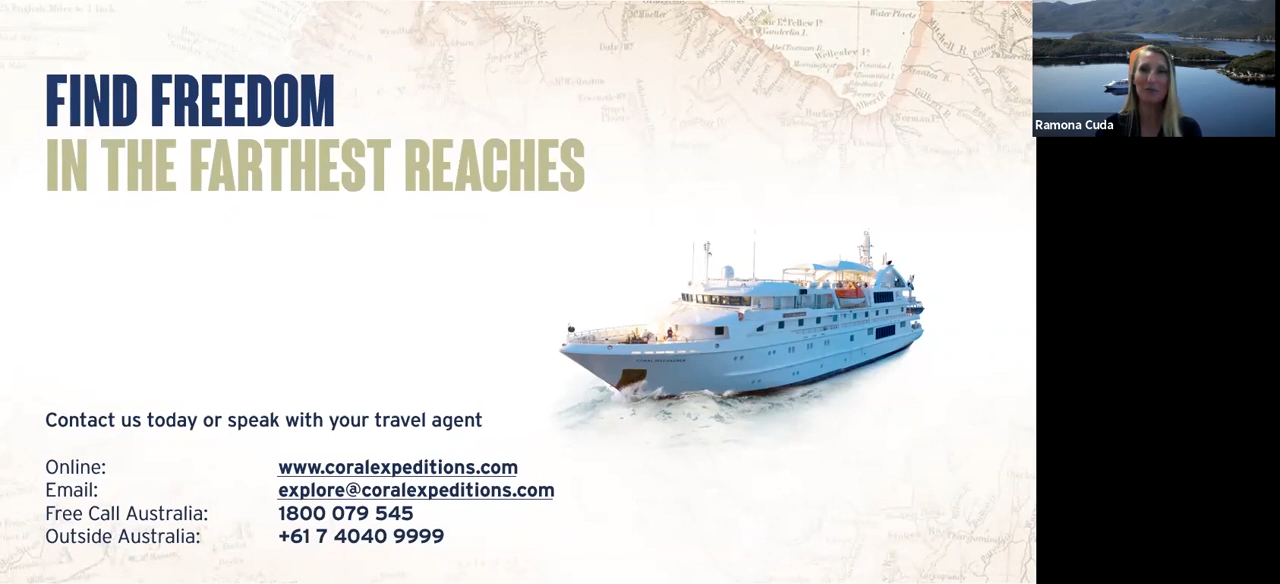 FIND FREEDOM
IN THE FARTHEST REACHES
Ramona Cuda
Contact us today or speak with your travel agent
Online: www.coralexpeditions.com
Email: explore@coralexpeditions.com
Free Call Australia: 1800 079 545
Outside Australia: +61 7 4040 9999